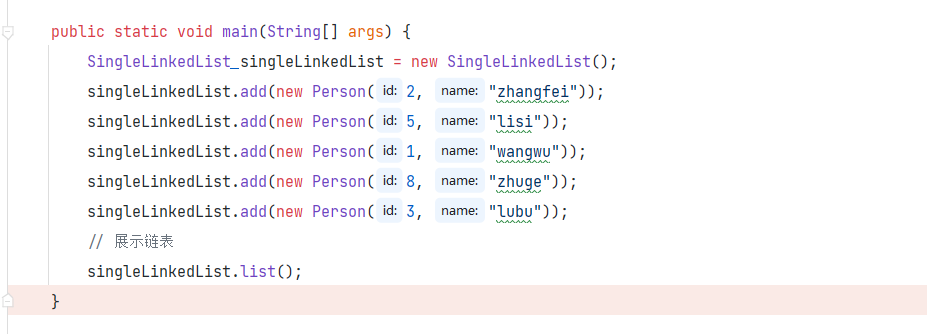 public static void main(String[] args) {
SingleLinkedList singleLinkedList = new SingleLinkedList();
singleLinkedList.add(new Person( id: 2, name: "zhangfei"));
singleLinkedList.add(new Person( id: 5, name: "lisi"));
singleLinkedList.add(new Person( id: 1, name: "wangwu"));
singleLinkedList.add(new Person( id: 8, name: "zhuge"));
singleLinkedList.add(new Person( id: 3, name: "lubu"));
// 展示链表
singleLinkedList.list();
}